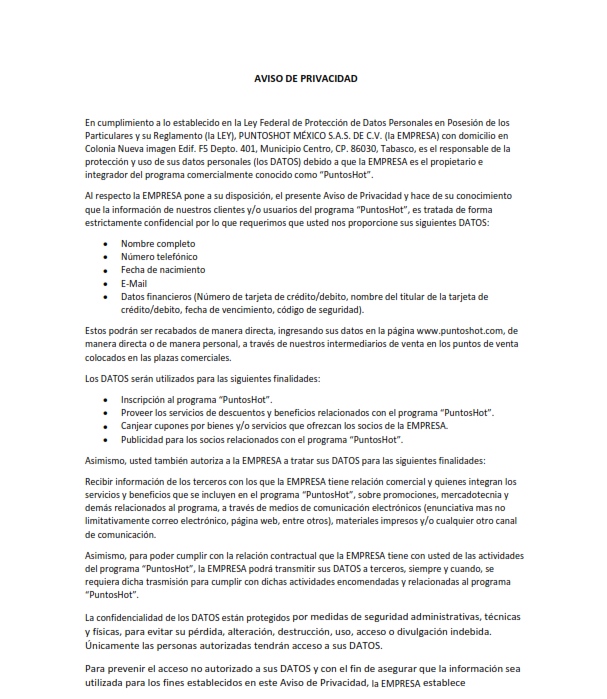 AVISO DE PRIVACIDAD
En cumplimiento a lo establecido en la Ley Federal de Protección de Datos Personales en Posesión de los
Particulares y su Reglamento (la LEY), PUNTOSHOT MÉXICO S.A.S. DE C.V. (la EMPRESA) con domicilio en
Colonia Nueva imagen Edif. F5 Depto. 401, Municipio Centro, CP. 86030, Tabasco, es el responsable de la
protección y uso de sus datos personales (los DATOS) debido a que la EMPRESA es el propietario e
integrador del programa comercialmente conocido como “PuntosHot”.
Al respecto la EMPRESA pone a su disposición, el presente Aviso de Privacidad y hace de su conocimiento
que la información de nuestros clientes y/o usuarios del programa “PuntosHot”, es tratada de forma
estrictamente confidencial por lo que requerimos que usted nos proporcione sus siguientes DATOS:
• Nombre completo
• Número telefónico
• Fecha de nacimiento
• E-Mail
• Datos financieros (Número de tarjeta de crédito/debito, nombre del titular de la tarjeta de
crédito/debito, fecha de vencimiento, código de seguridad).
Estos podrán ser recabados de manera directa, ingresando sus datos en la página www.puntoshot.com, de
manera directa o de manera personal, a través de nuestros intermediarios de venta en los puntos de venta
colocados en las plazas comerciales.
Los DATOS serán utilizados para las siguientes finalidades:
• Inscripción al programa “PuntosHot”.
• Proveer los servicios de descuentos y beneficios relacionados con el programa “PuntosHot”.
• Canjear cupones por bienes y/o servicios que ofrezcan los socios de la EMPRESA.
• Publicidad para los socios relacionados con el programa “PuntosHot”.
Asimismo, usted también autoriza a la EMPRESA a tratar sus DATOS para las siguientes finalidades:
Recibir información de los terceros con los que la EMPRESA tiene relación comercial y quienes integran los
servicios y beneficios que se incluyen en el programa “PuntosHot”, sobre promociones, mercadotecnia y
demás relacionados al programa, a través de medios de comunicación electrónicos (enunciativa mas no
limitativamente correo electrónico, página web, entre otros), materiales impresos y/o cualquier otro canal
de comunicación.
Asimismo, para poder cumplir con la relación contractual que la EMPRESA tiene con usted de las actividades
del programa “PuntosHot”, la EMPRESA podrá transmitir sus DATOS a terceros, siempre y cuando, se
requiera dicha trasmisión para cumplir con dichas actividades encomendadas y relacionadas al programa
“PuntosHot”.
La confidencialidad de los DATOS están protegidos por medidas de seguridad administrativas, técnicas
y físicas, para evitar su pérdida, alteración, destrucción, uso, acceso o divulgación indebida.
Únicamente las personas autorizadas tendrán acceso a sus DATOS.
Para prevenir el acceso no autorizado a sus DATOS y con el fin de asegurar que la información sea
utilizada para los fines establecidos en este Aviso de Privacidad, la EMPRESA establece